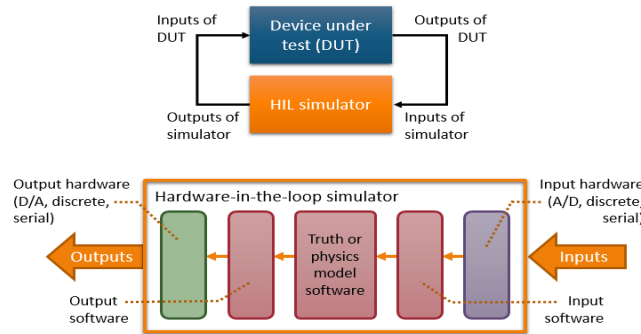 Inputs of
DUT
Device under
test (DUT)
Outputs of
DUT
HIL simulator
Outputs of
simulator
Inputs of
simulator
Output hardware
(D/A, discrete,
serial)
Hardware-in-the-loop simulator
Input hardware
(A/D, discrete,
serial)
Outputs
Truth or
physics
model
software
Inputs
Output
software
Input
software